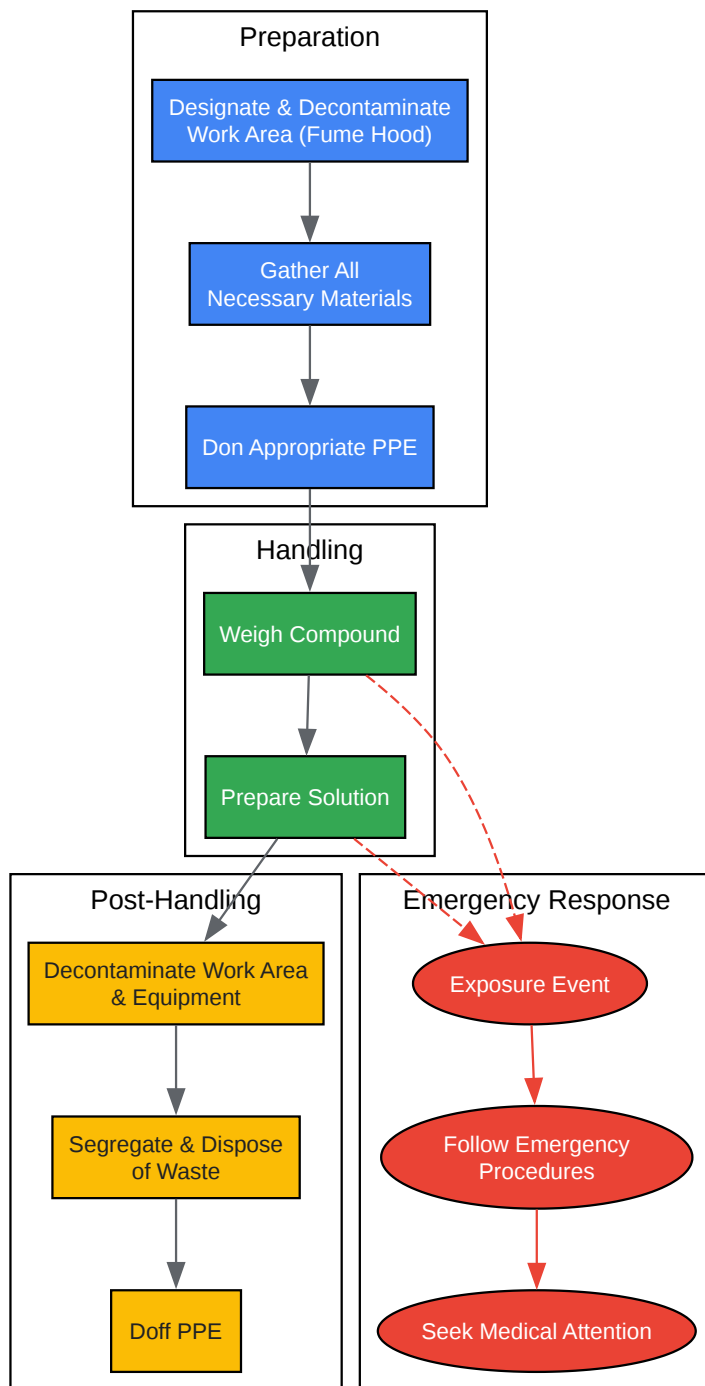 Preparation
Designate & Decontaminate
Work Area (Fume Hood)
Gather All
Necessary Materials
Don Appropriate PPE
Handling
Weigh Compound
Prepare Solution
Post-Handling
Decontaminate Work Area
& Equipment
Segregate & Dispose
of Waste
Doff PPE
Emergency Response
Exposure Event
Follow Emergency
Procedures
Seek Medical Attention